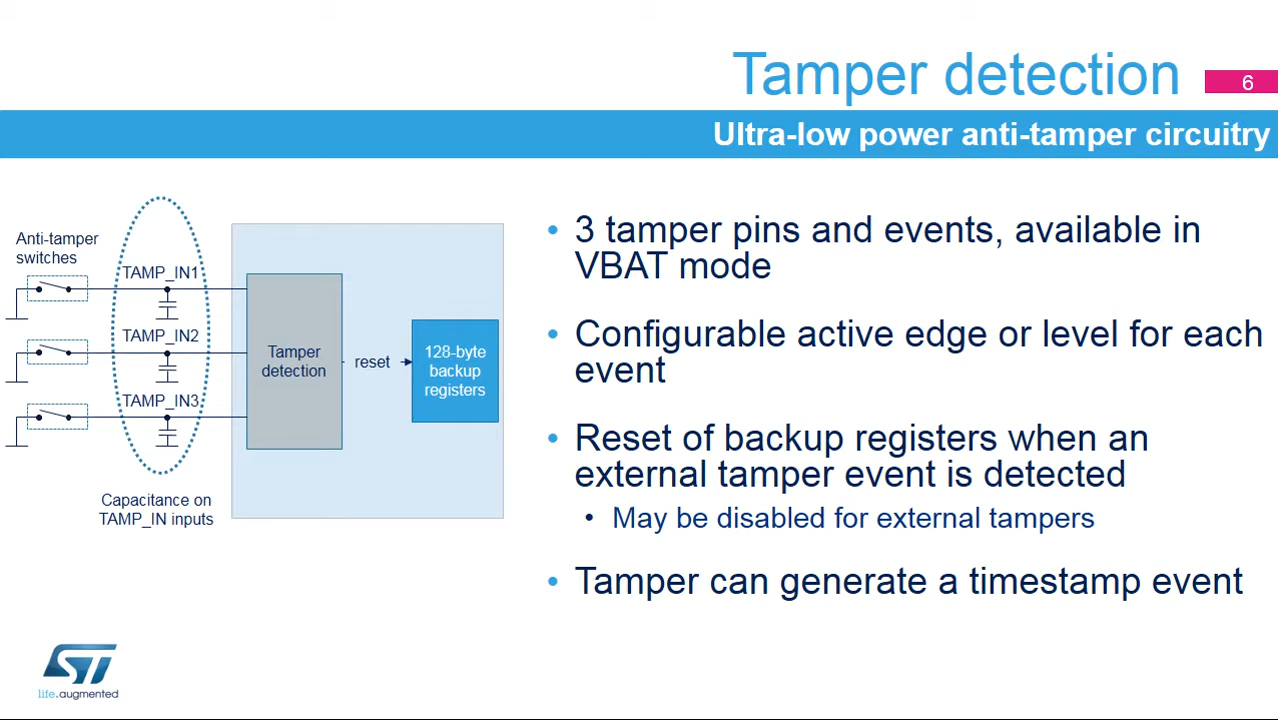 Tamper detection
6
Ultra-low power anti-tamper circuitry
Anti-tamper
switches
TAMP_IN1
TAMP_IN2
TAMP_IN3
Tamper
detection
reset
128-byte
backup
registers
Capacitance on
TAMP_IN inputs
• 3 tamper pins and events, available in
VBAT mode
• Configurable active edge or level for each
event
• Reset of backup registers when an
external tamper event is detected
• May be disabled for external tampers
• Tamper can generate a timestamp event
ST
life.augmented